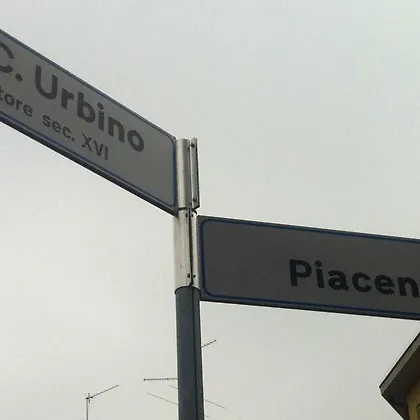 C. Urbino
tore sec. XVI
Piacen